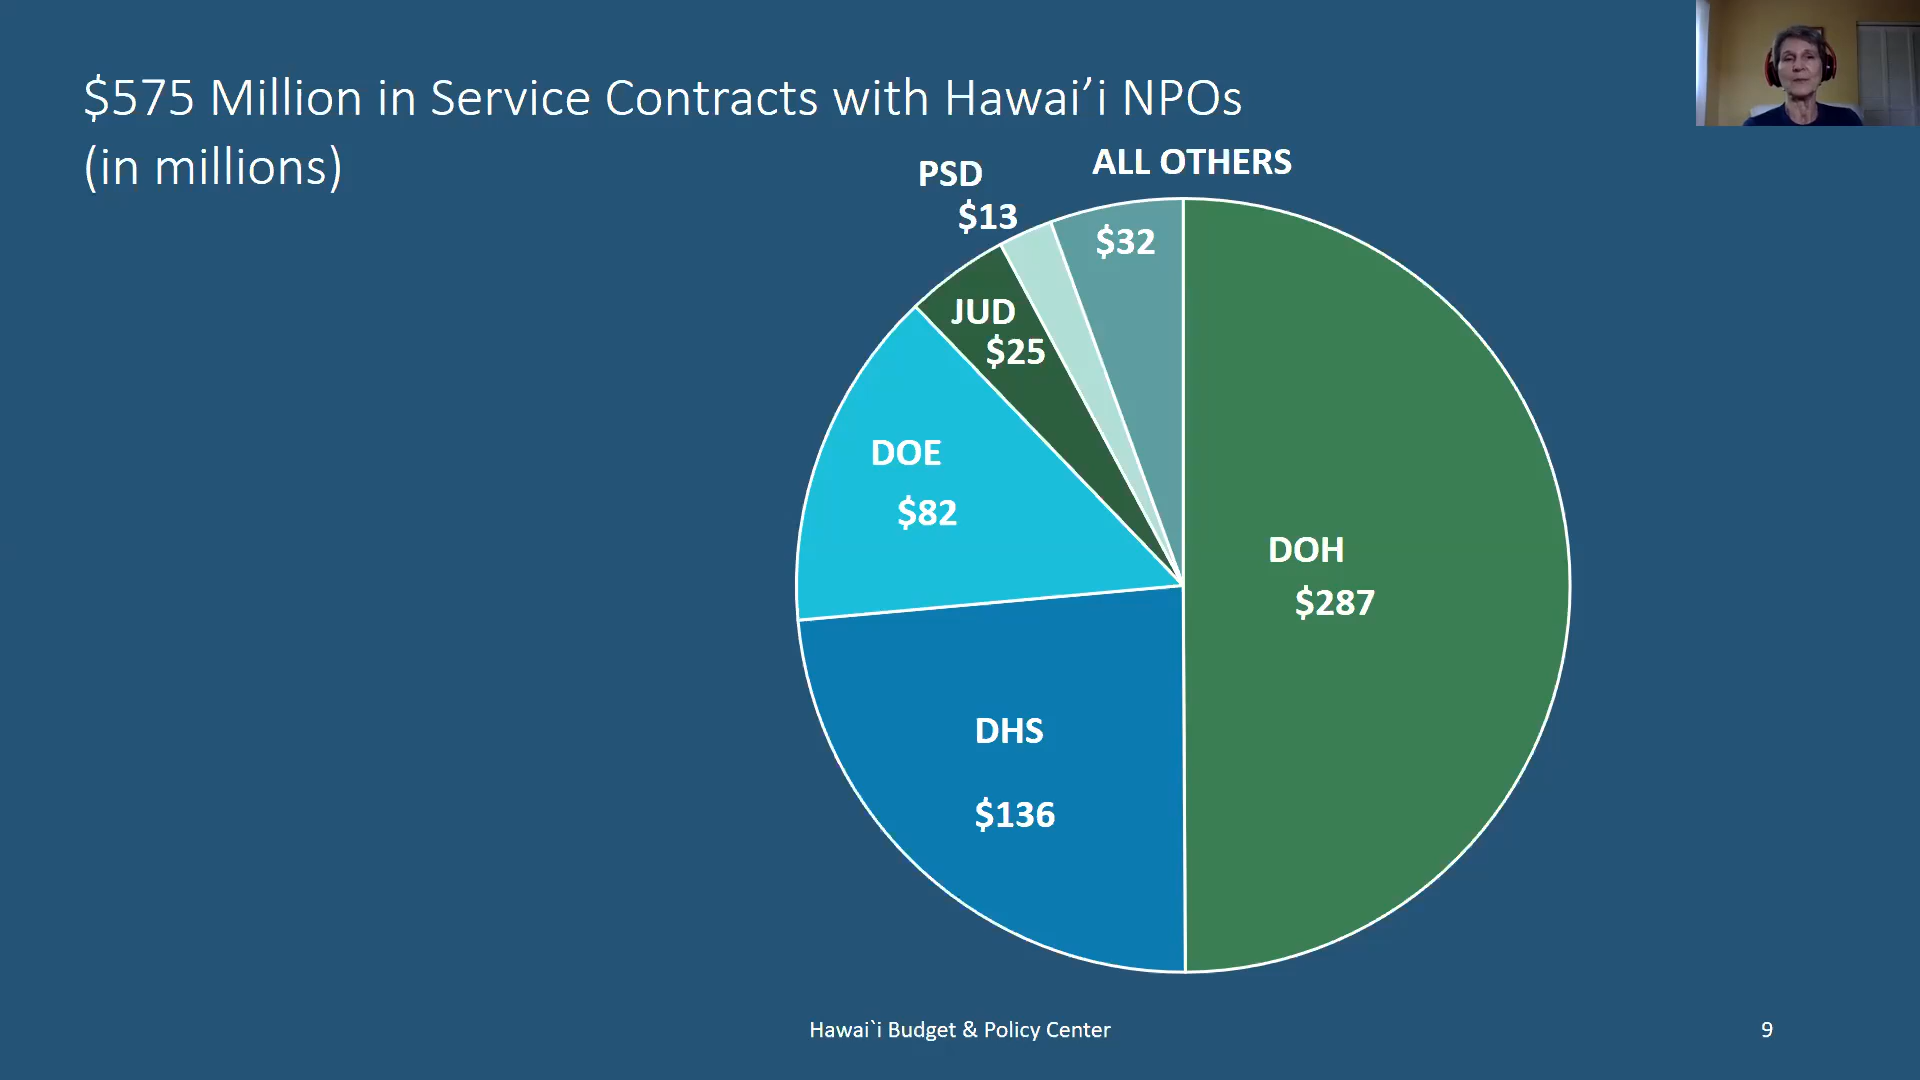 $575 Million in Service Contracts with Hawai’i NPOs
(in millions)
ALL OTHERS
$32
PSD
$13
JUD
$25
DOE
$82
DOH
$287
DHS
$136
Hawai`i Budget & Policy Center
9